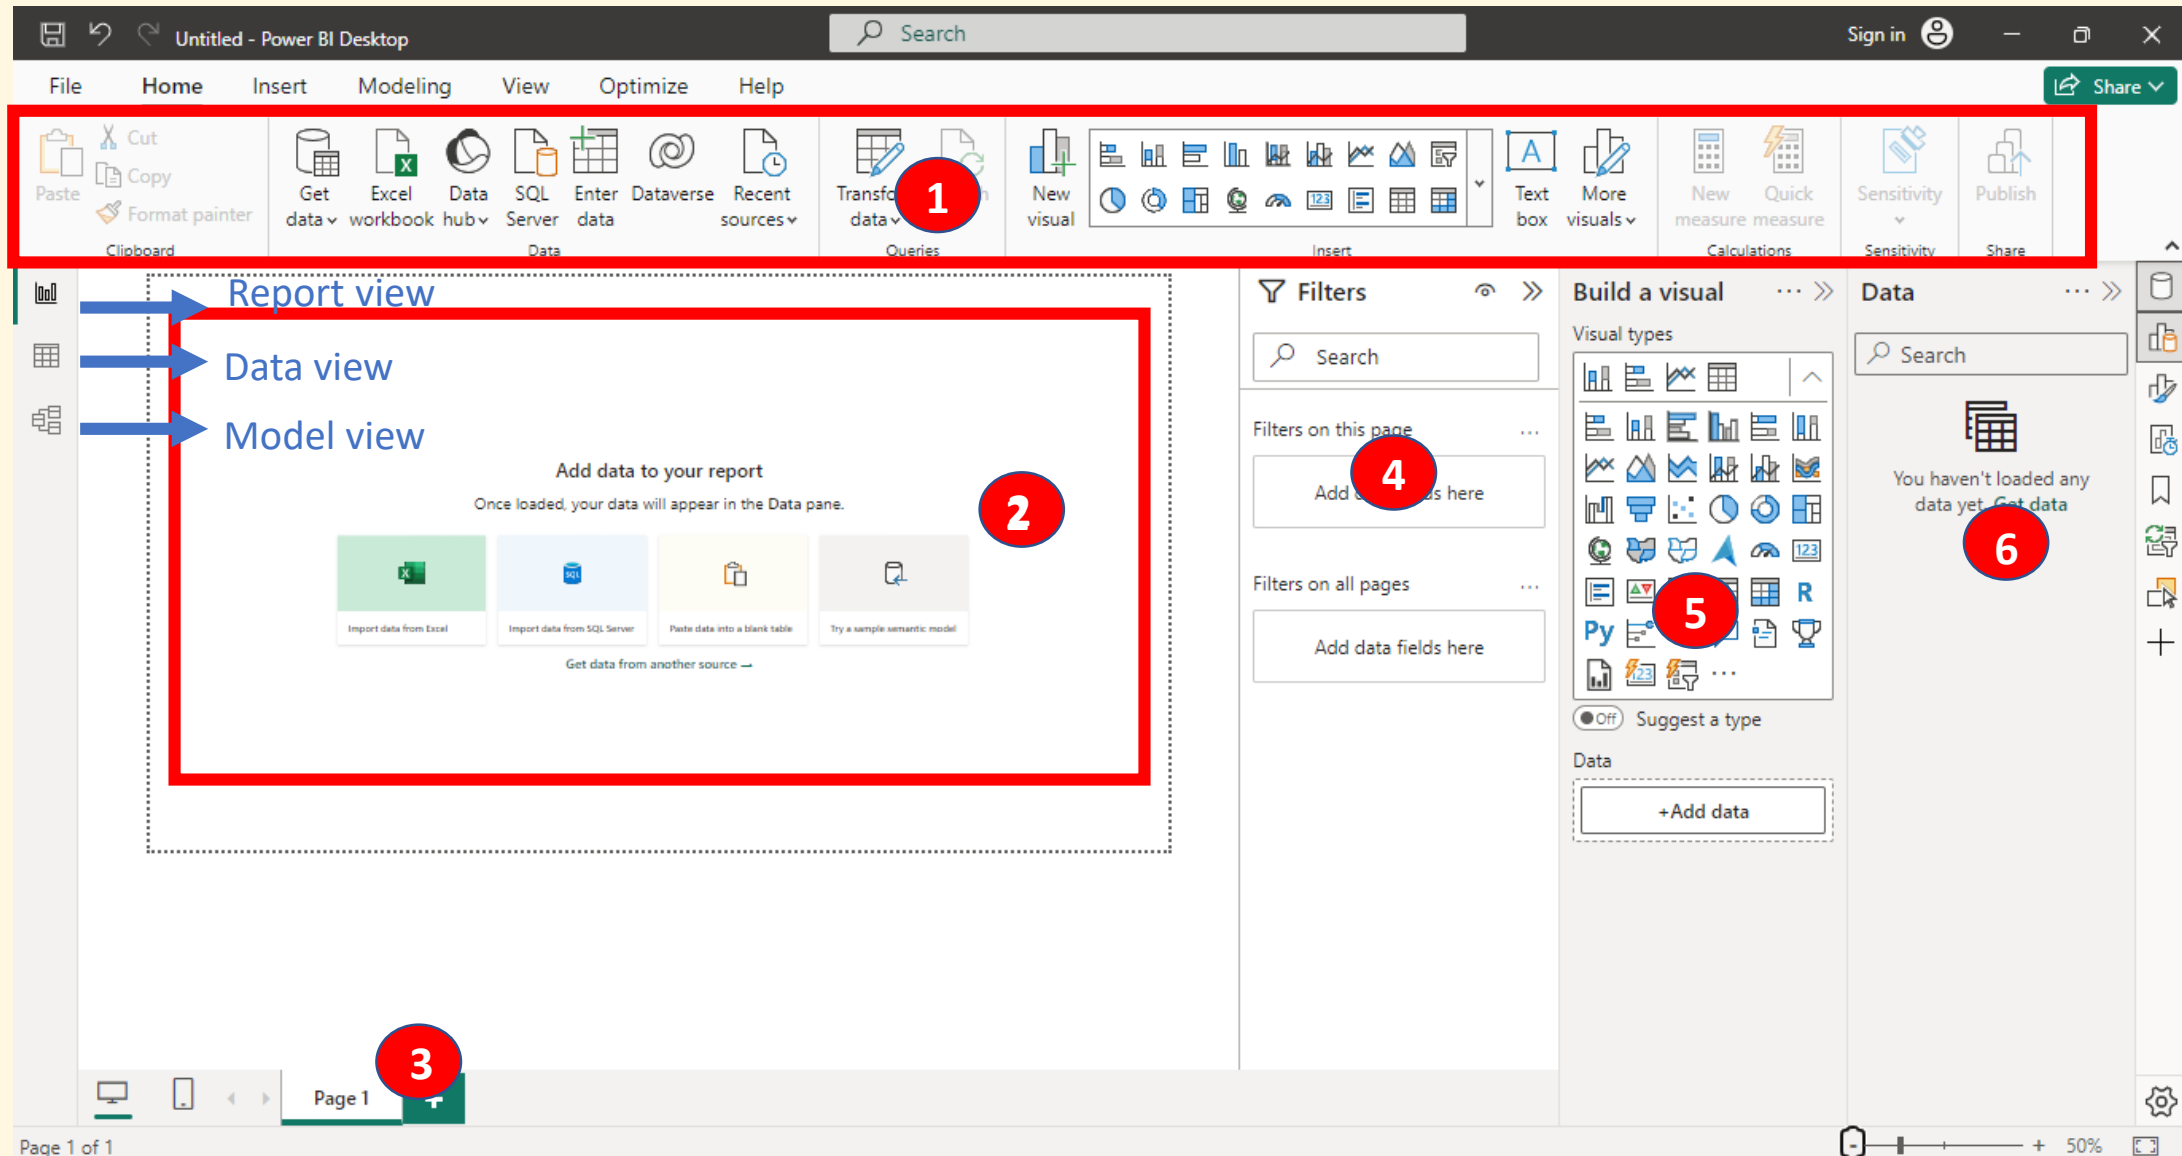 Untitled - Power BI Desktop
Search
Sign in
File Home Insert Modeling View Optimize Help
Share
Paste
Cut
Copy
Format painter
Clipboard
Get data
Excel workbook
Data hub
SQL Server
Enter data
Dataverse
Recent sources
Data
data
1
Queries
New visual
123
Insert
A
Text box
More visuals
New measure
Quick measure
Calculations
Sensitivity
Sensitivity
Publish
Share
Report view
Data view
Model view
Add data to your report
Once loaded, your data will appear in the Data pane.
2
Import data from Excel
Import data from SQL Server
Paste data into a blank table
Try a sample semantic model
Get data from another source
Filters
Search
Filters on this page
4
Add
here
Filters on all pages
Add data fields here
Build a visual
Visual types
123
R
Py
5
123
Off
Suggest a type
Data
+Add data
Data
Search
You haven't loaded any
data yet. Get data
6
3
Page 1
+
Page 1 of 1
- + 50%